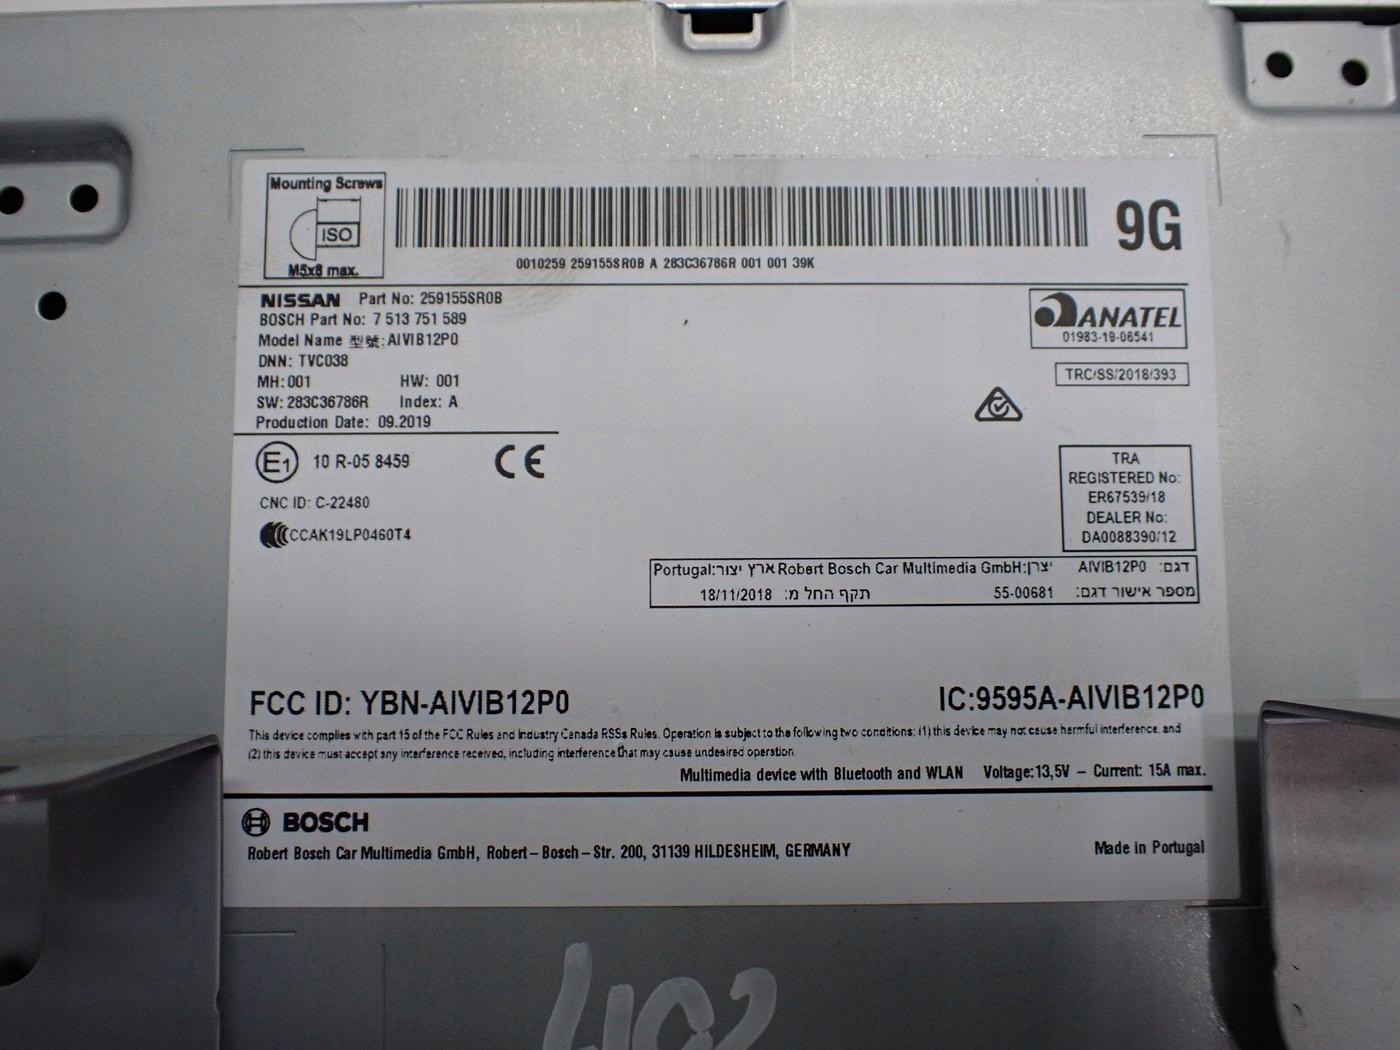 Mounting Screws
ISO
M5x8 max.
9G
0010259 259155SR0B A 283C36786R 001 001 39K
NISSAN Part No: 259155SR0B
BOSCH Part No: 7 513 751 589
Model Name 型號: AIVIB12P0
DNN: TVC038
MH: 001 HW: 001
SW: 283C36786R Index: A
Production Date: 09.2019
ANATEL
01983-19-06541
TRC/SS/2018/393
E1 10 R-05 8459 CE
CNC ID: C-22480
CCAK19LP0460T4
TRA
REGISTERED No:
ER67539/18
DEALER No:
DA0088390/12
דגם: AIVIB12P0 יצרן: Robert Bosch Car Multimedia GmbH ארץ יצור: Portugal
מספר אישור דגם: 55-00681 תקף החל מ: 18/11/2018
FCC ID: YBN-AIVIB12P0 IC:9595A-AIVIB12P0
This device complies with part 15 of the FCC Rules and Industry Canada RSSs Rules. Operation is subject to the following two conditions: (1) this device may not cause harmful interference, and
(2) this device must accept any interference received, including interference that may cause undesired operation.
Multimedia device with Bluetooth and WLAN Voltage:13,5V – Current: 15A max.
BOSCH
Robert Bosch Car Multimedia GmbH, Robert–Bosch–Str. 200, 31139 HILDESHEIM, GERMANY Made in Portugal